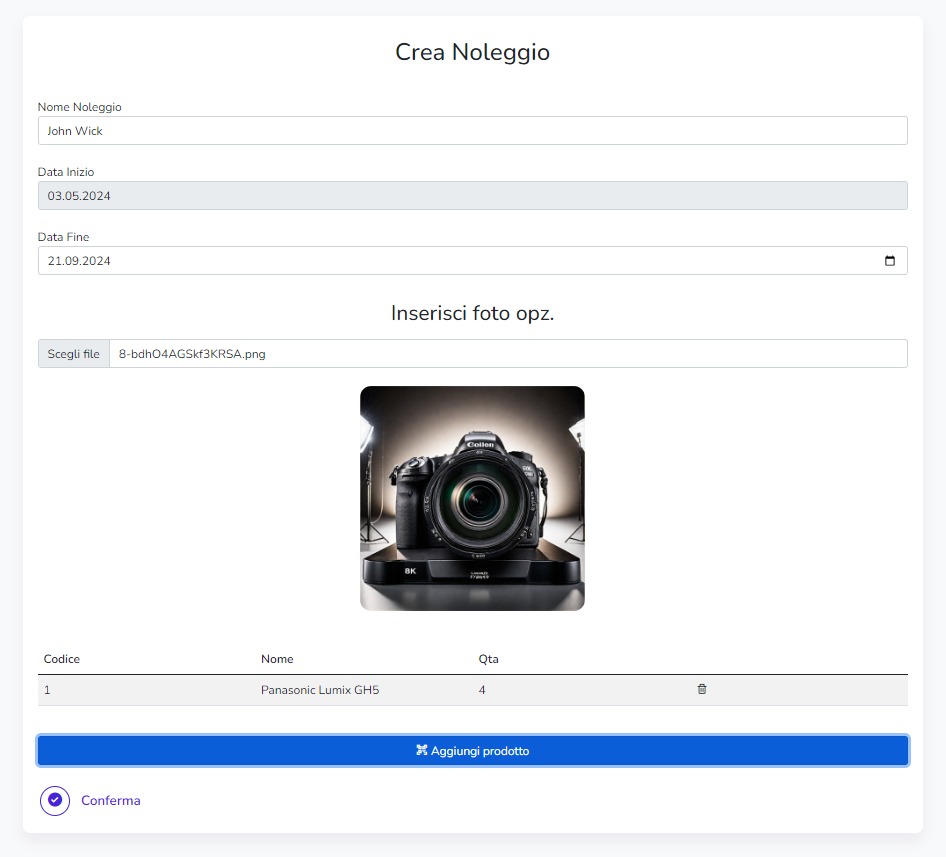 Crea Noleggio
Nome Noleggio
John Wick
Data Inizio
03.05.2024
Data Fine
21.09.2024
Inserisci foto opz.
Scegli file 8-bdhO4AGSkf3KRSA.png
Collen
8K
Codice Nome Qta
1 Panasonic Lumix GH5 4
Aggiungi prodotto
Conferma